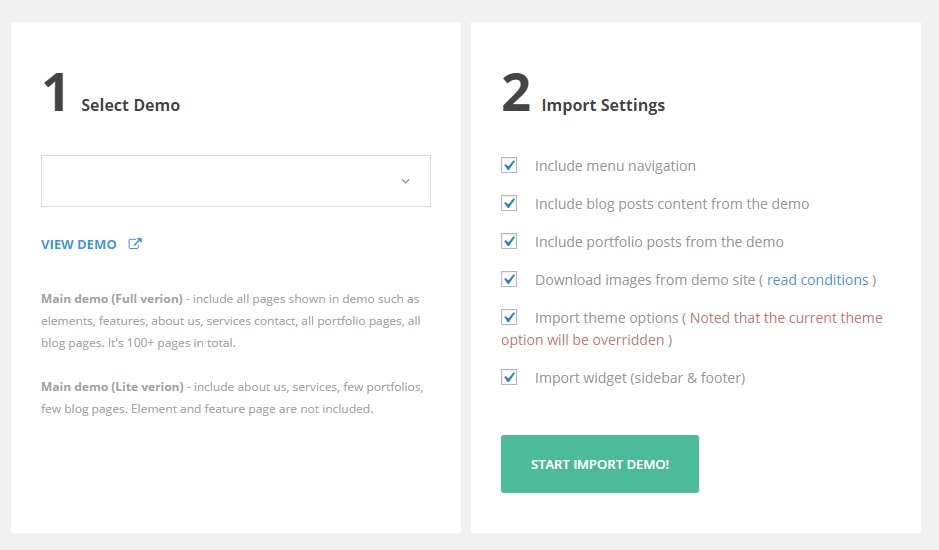 1 Select Demo
VIEW DEMO
Main demo (Full verion) - include all pages shown in demo such as
elements, features, about us, services contact, all portfolio pages, all
blog pages. It's 100+ pages in total.
Main demo (Lite verion) - include about us, services, few portfolios,
few blog pages. Element and feature page are not included.
2 Import Settings
Include menu navigation
Include blog posts content from the demo
Include portfolio posts from the demo
Download images from demo site ( read conditions )
Import theme options ( Noted that the current theme
option will be overridden )
Import widget (sidebar & footer)
START IMPORT DEMO!